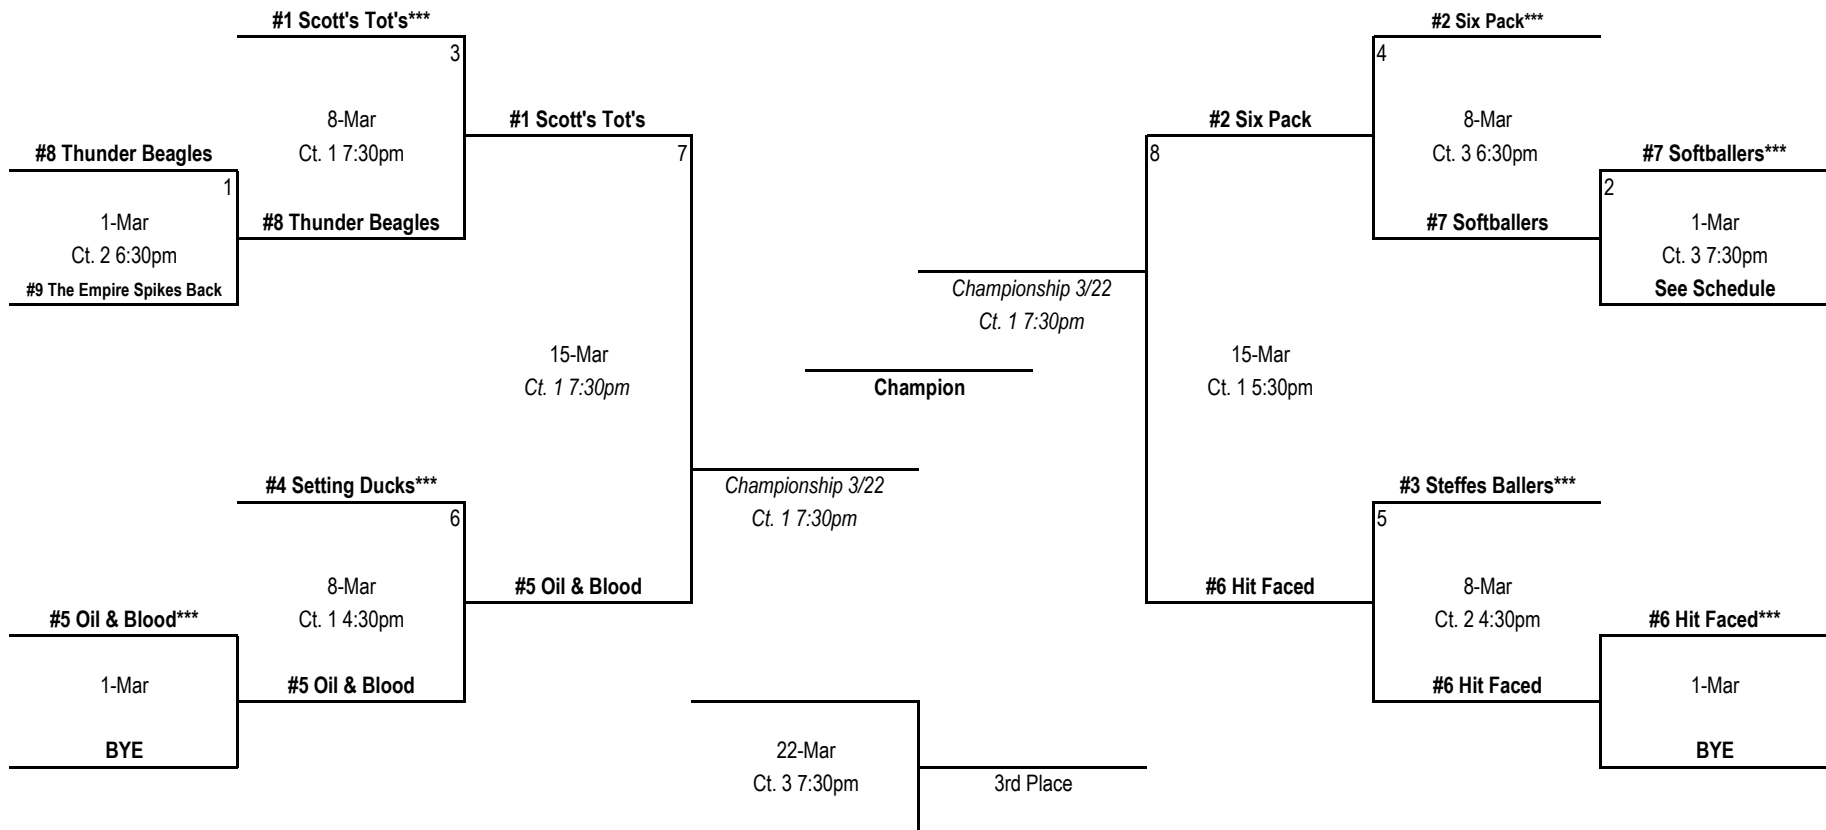 #1 Scott's Tot's***
#2 Six Pack***
3
4
8-Mar
#1 Scott's Tot's
#2 Six Pack
8-Mar
#8 Thunder Beagles
Ct. 1 7:30pm
7
8
Ct. 3 6:30pm
#7 Softballers***
1
2
1-Mar
#8 Thunder Beagles
#7 Softballers
1-Mar
Ct. 2 6:30pm
Ct. 3 7:30pm
#9 The Empire Spikes Back
Championship 3/22
See Schedule
Ct. 1 7:30pm
15-Mar
15-Mar
Ct. 1 7:30pm
Champion
Ct. 1 5:30pm
#4 Setting Ducks***
Championship 3/22
#3 Steffes Ballers***
6
Ct. 1 7:30pm
5
8-Mar
#5 Oil & Blood
#6 Hit Faced
8-Mar
#5 Oil & Blood***
Ct. 1 4:30pm
Ct. 2 4:30pm
#6 Hit Faced***
1-Mar
#5 Oil & Blood
#6 Hit Faced
1-Mar
BYE
22-Mar
BYE
Ct. 3 7:30pm
3rd Place